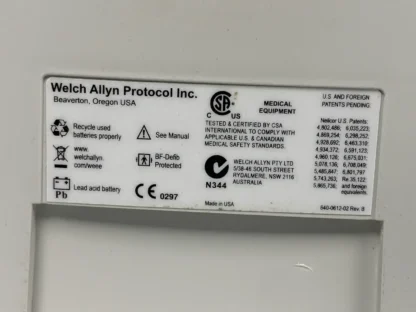 Welch Allyn Protocol Inc.
Beaverton, Oregon USA
Recycle used
batteries properly
See Manual
www.
welchallyn
.com/weee
BF-Defib
Protected
Pb
Lead acid battery
CE 0297
CSA
C US
MEDICAL
EQUIPMENT
TESTED & CERTIFIED BY CSA
INTERNATIONAL TO COMPLY WITH
APPLICABLE U.S. & CANADIAN
MEDICAL SAFETY STANDARDS.
N344
WELCH ALLYN PTY LTD
5/38-46 SOUTH STREET
RYDALMERE, NSW 2116
AUSTRALIA
Made in USA
U.S. AND FOREIGN
PATENTS PENDING
Nellcor U.S. Patents:
4,802,486; 6,035,223;
4,869,254; 6,298,252;
4,928,692; 6,463,310;
4,934,372; 6,591,123;
4,960,126; 6,675,031;
5,078,136; 6,708,049;
5,485,847; 6,801,797
5,743,263; Re.35,122;
5,865,736; and foreign
equivalents.
640-0612-02 Rev. B